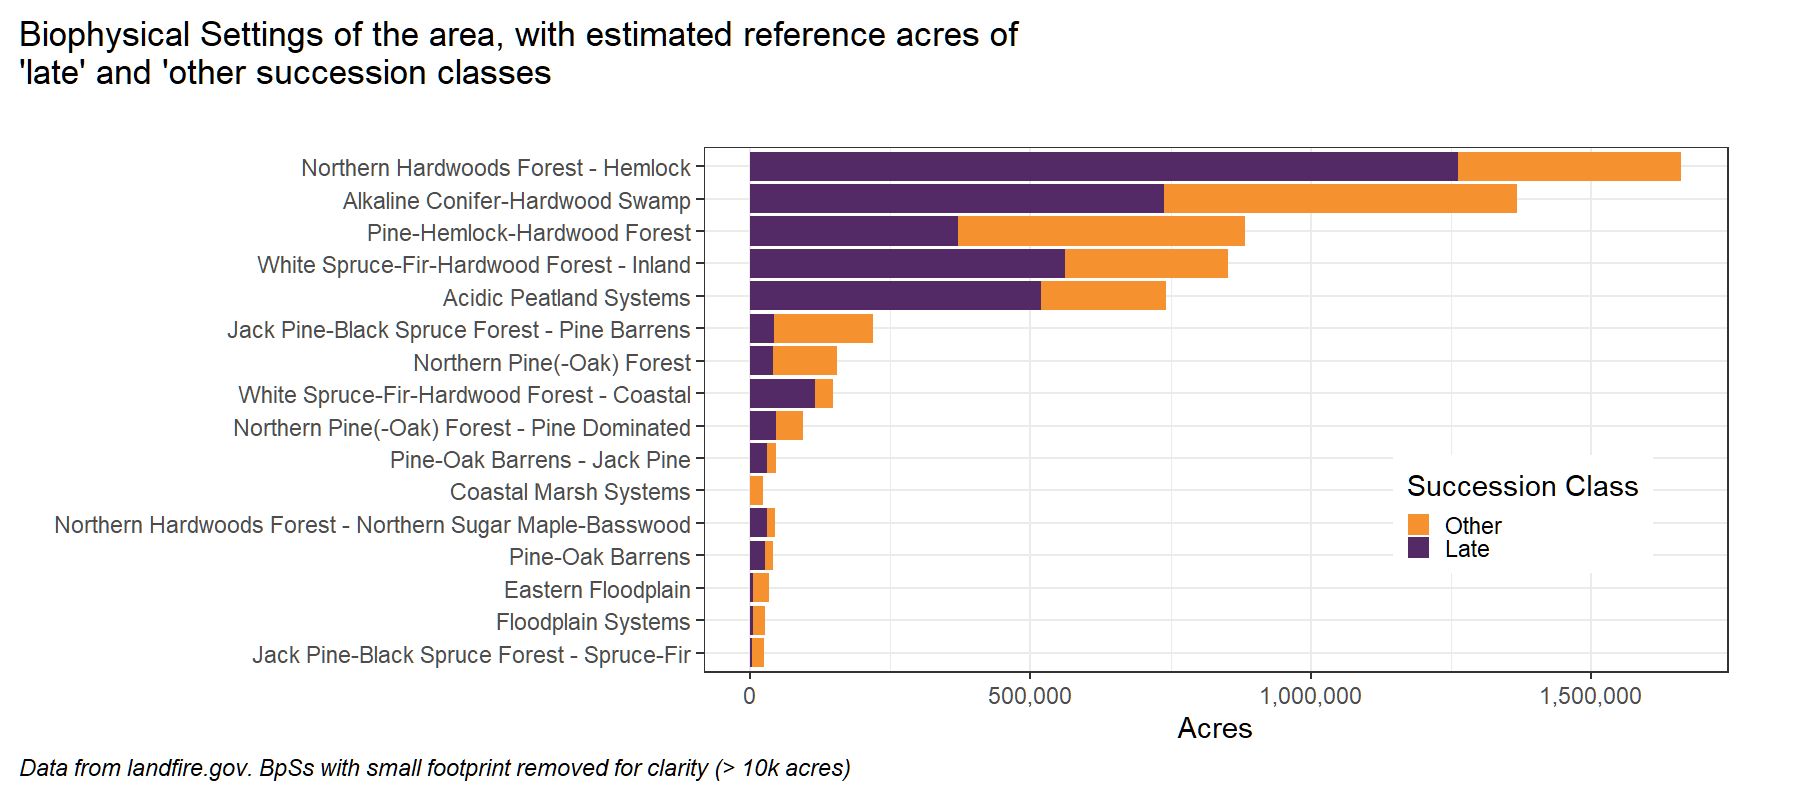 Biophysical Settings of the area, with estimated reference acres of
'late' and 'other succession classes
Northern Hardwoods Forest - Hemlock
Alkaline Conifer-Hardwood Swamp
Pine-Hemlock-Hardwood Forest
White Spruce-Fir-Hardwood Forest - Inland
Acidic Peatland Systems
Jack Pine-Black Spruce Forest - Pine Barrens
Northern Pine(-Oak) Forest
White Spruce-Fir-Hardwood Forest - Coastal
Northern Pine(-Oak) Forest - Pine Dominated
Pine-Oak Barrens - Jack Pine
Coastal Marsh Systems
Northern Hardwoods Forest - Northern Sugar Maple-Basswood
Pine-Oak Barrens
Eastern Floodplain
Floodplain Systems
Jack Pine-Black Spruce Forest - Spruce-Fir
Succession Class
Other
Late
0 500,000 1,000,000 1,500,000
Acres
Data from landfire.gov. BpSs with small footprint removed for clarity (> 10k acres)